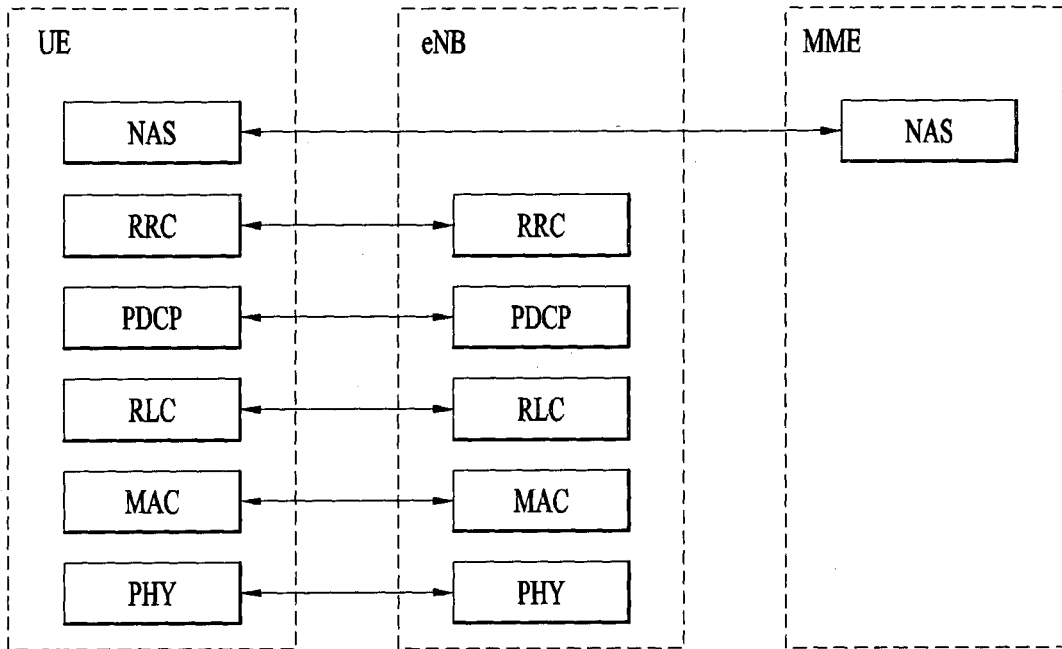 UE eNB MME
NAS NAS
RRC RRC
PDCP PDCP
RLC RLC
MAC MAC
PHY PHY